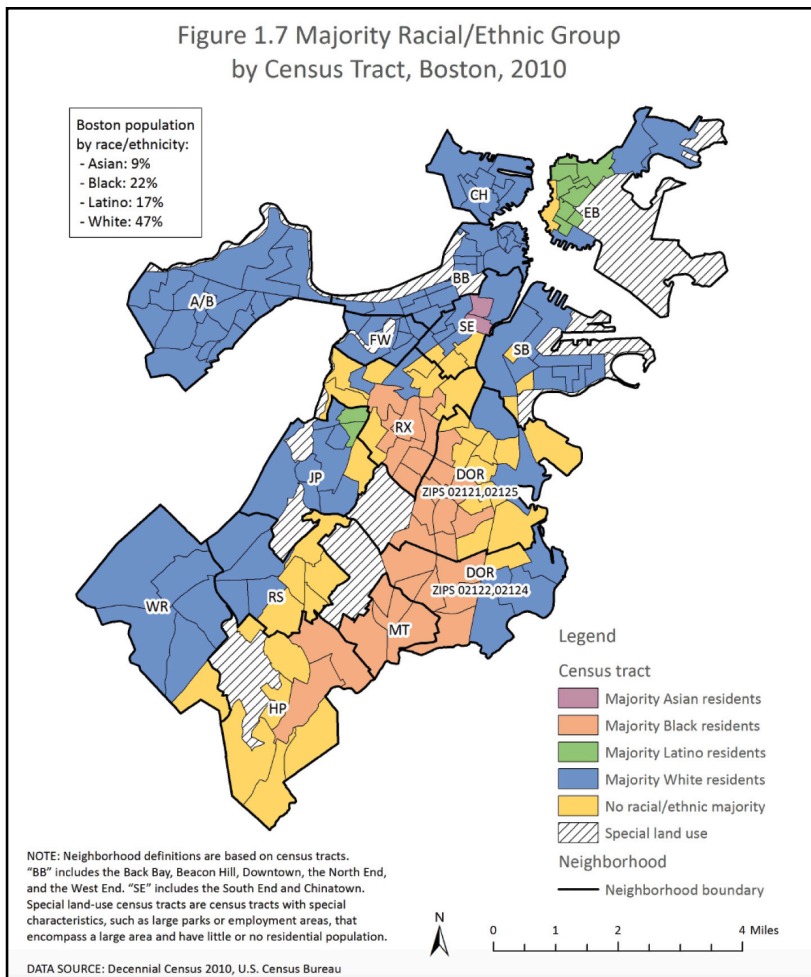 Figure 1.7 Majority Racial/Ethnic Group
by Census Tract, Boston, 2010
Boston population
by race/ethnicity:
- Asian: 9%
- Black: 22%
- Latino: 17%
- White: 47%
CH
EB
BB
A/B
SE
FW
SB
RX
DOR
ZIPS 02121,02125
JP
DOR
ZIPS 02122,02124
WR
RS
MT
HP
Legend
Census tract
Majority Asian residents
Majority Black residents
Majority Latino residents
Majority White residents
No racial/ethnic majority
Special land use
Neighborhood
Neighborhood boundary
NOTE: Neighborhood definitions are based on census tracts.
"BB" includes the Back Bay, Beacon Hill, Downtown, the North End,
and the West End. "SE" includes the South End and Chinatown.
Special land-use census tracts are census tracts with special
characteristics, such as large parks or employment areas, that
encompass a large area and have little or no residential population.
N
0 1 2 4 Miles
DATA SOURCE: Decennial Census 2010, U.S. Census Bureau